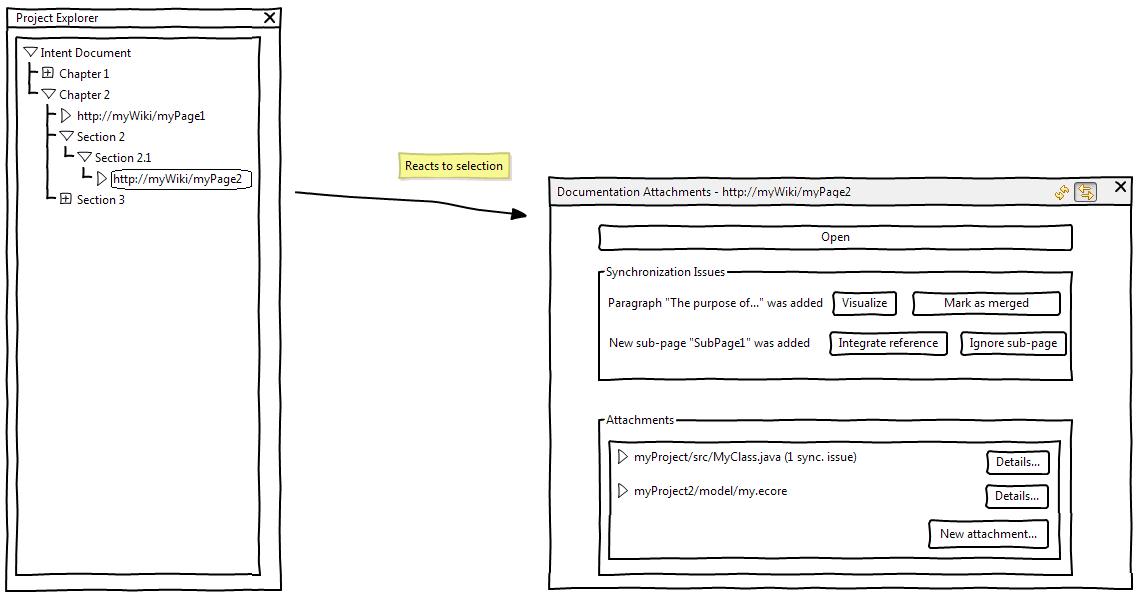 Project Explorer
Intent Document
Chapter 1
Chapter 2
http://myWiki/myPage1
Section 2
Section 2.1
http://myWiki/myPage2
Section 3
Reacts to selection
Documentation Attachments - http://myWiki/myPage2
Open
Synchronization Issues
Paragraph "The purpose of..." was added Visualize Mark as merged
New sub-page "SubPage1" was added Integrate reference Ignore sub-page
Attachments
myProject/src/MyClass.java (1 sync. issue) Details...
myProject2/model/my.ecore Details...
New attachment...